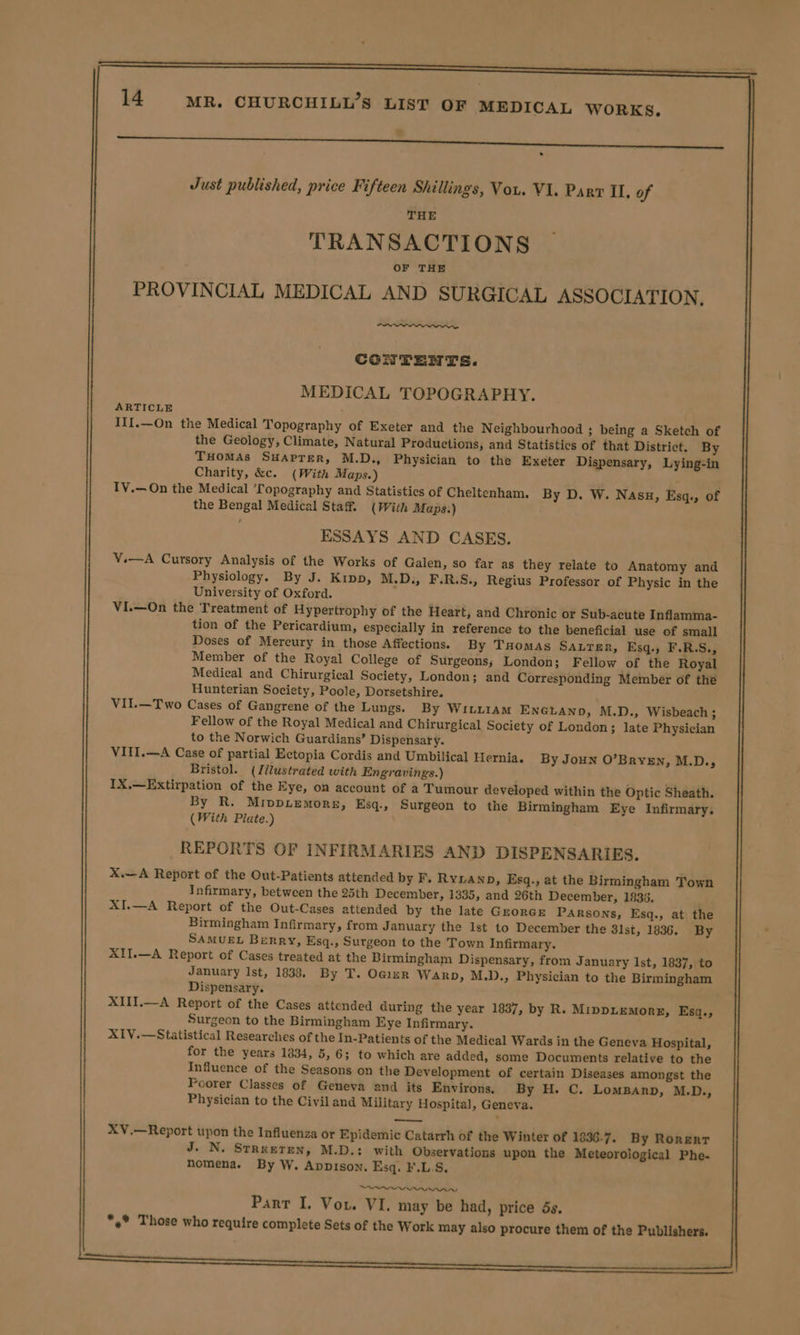 14 MR. CHURCHILL'S LIST OF MEDICAL WORKS.
Just published, price Fifteen Shillings, VOL. VI. PART II. of
THE
TRANSACTIONS
OF THE
PROVINCIAL MEDICAL AND SURGICAL ASSOCIATION.
CONTENTS.
MEDICAL TOPOGRAPHY.
ARTICLE
III.—On the Medical Topography of Exeter and the Neighbourhood ; being a Sketch of
the Geology, Climate, Natural Productions, and Statistics of that District. By
THOMAS SHAPTER, M.D., Physician to the Exeter Dispensary, Lying-in
Charity, &c. (With Maps.)
IV.—On the Medical Topography and Statistics of Cheltenham. By D. W. NASH, Esq., of
the Bengal Medical Staff. (With Maps.)
ESSAYS AND CASES.
V.—A Cursory Analysis of the Works of Galen, so far as they relate to Anatomy and
Physiology. By J. KIDD, M.D., F.R.S., Regius Professor of Physic in the
University of Oxford.
VI.—On the Treatment of Hypertrophy of the Heart, and Chronic or Sub-acute Inflamma-
tion of the Pericardium, especially in reference to the beneficial use of small
Doses of Mercury in those Affections. By THOMAS SALTER, Esq., F.R.S.,
Member of the Royal College of Surgeons, London; Fellow of the Royal
Medical and Chirurgical Society, London; and Corresponding Member of the
Hunterian Society, Poole, Dorsetshire.
VII.—Two Cases of Gangrene of the Lungs. By WILLIAM ENGLAND, M.D., Wisbeach;
Fellow of the Royal Medical and Chirurgical Society of London; late Physician
to the Norwich Guardians' Dispensary.
VIII.—A Case of partial Ectopia Cordis and Umbilical Hernia. By JOHN O'BRYEN, M.D.,
Bristol. (Illustrated with Engravings.)
IX.—Extirpation of the Eye, on account of a Tumour developed within the Optic Sheath.
By R. MIDDLEMORE, Esq., Surgeon to the Birmingham Eye Infirmary.
(With Plate.)
REPORTS OF INFIRMARIES AND DISPENSARIES.
X.—A Report of the Out-Patients attended by F. RYLAND, Esq., at the Birmingham Town
Infirmary, between the 25th December, 1335, and 26th December, 1836.
XI.—A Report of the Out-Cases attended by the late GEORGE PARSONS, Esq., at the
Birmingham Infirmary, from January the 1st to December the 31st, 1836. By
SAMUEL BERRY, Esq., Surgeon to the Town Infirmary.
XII.—A Report of Cases treated at the Birmingham Dispensary, from January 1st, 1837, to
January 1st, 1838. By T. OGIER WARD, M.D., Physician to the Birmingham
Dispensary.
XIII.—A Report of the Cases attended during the year 1837, by R. MIDDLEMORE, Esq.,
Surgeon to the Birmingham Eye Infirmary.
XIV.—Statistical Researches of the In-Patients of the Medical Wards in the Geneva Hospital,
for the years 1834, 5, 6; to which are added, some Documents relative to the
Influence of the Seasons on the Development of certain Diseases amongst the
Poorer Classes of Geneva and its Environs. By H. C. LOMBARD, M.D.,
Physician to the Civil and Military Hospital, Geneva.
XV.—Report upon the Influenza or Epidemic Catarrh of the Winter of 1836-7. By ROBERT
J. N. STREETEN, M.D.: with Observations upon the Meteorological Phe-
nomena. By W. ADDISON, Esq. F.L.S.
PART I. VOL. VI. may be had, price 5s.
*** Those who require complete Sets of the Work may also procure them of the Publishers.